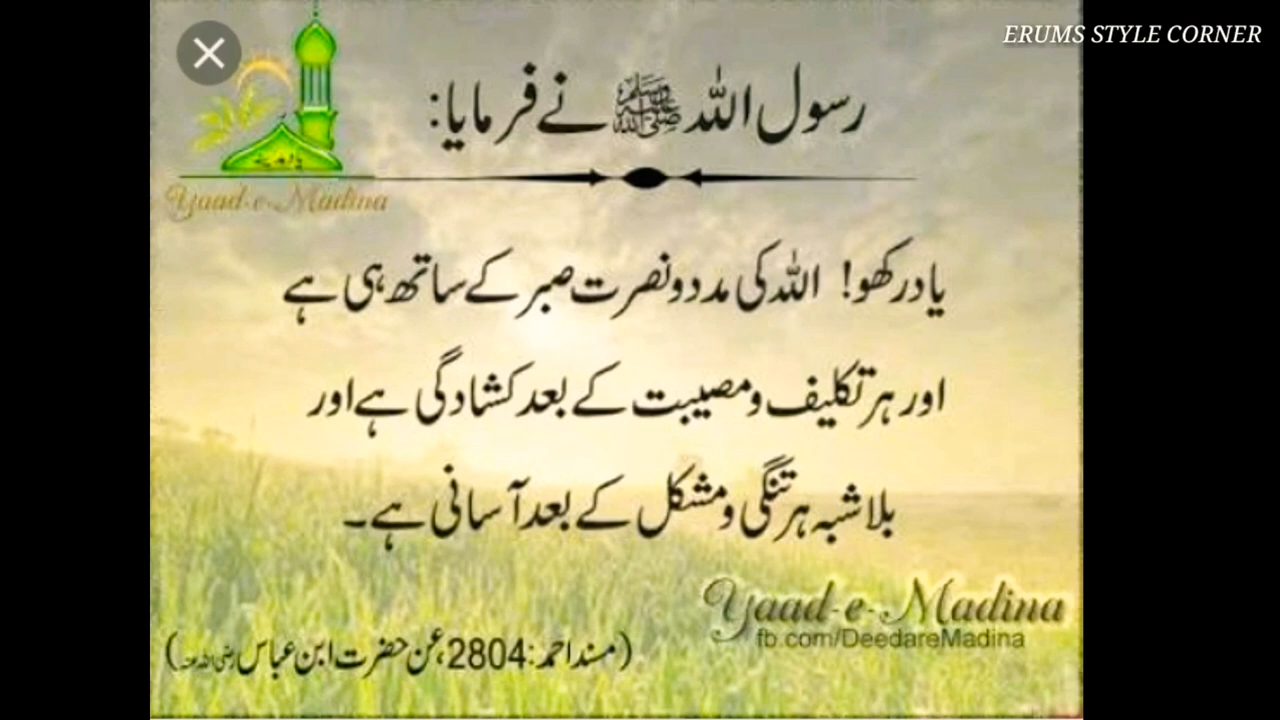 ERUMS STYLE CORNER
رسول اللہ ﷺ نے فرمایا:
Yaad-e-Madina
یاد رکھو! اللہ کی مدد و نصرت صبر کے ساتھ ہی ہے
اور ہر تکلیف و مصیبت کے بعد کشادگی ہے اور
بلا شبہ ہر تنگی و مشکل کے بعد آسانی ہے۔
Yaad-e-Madina
fb.com/DeedareMadina
(مسند احمد: 2804، عن حضرت ابن عباس رضی اللہ عنہ)